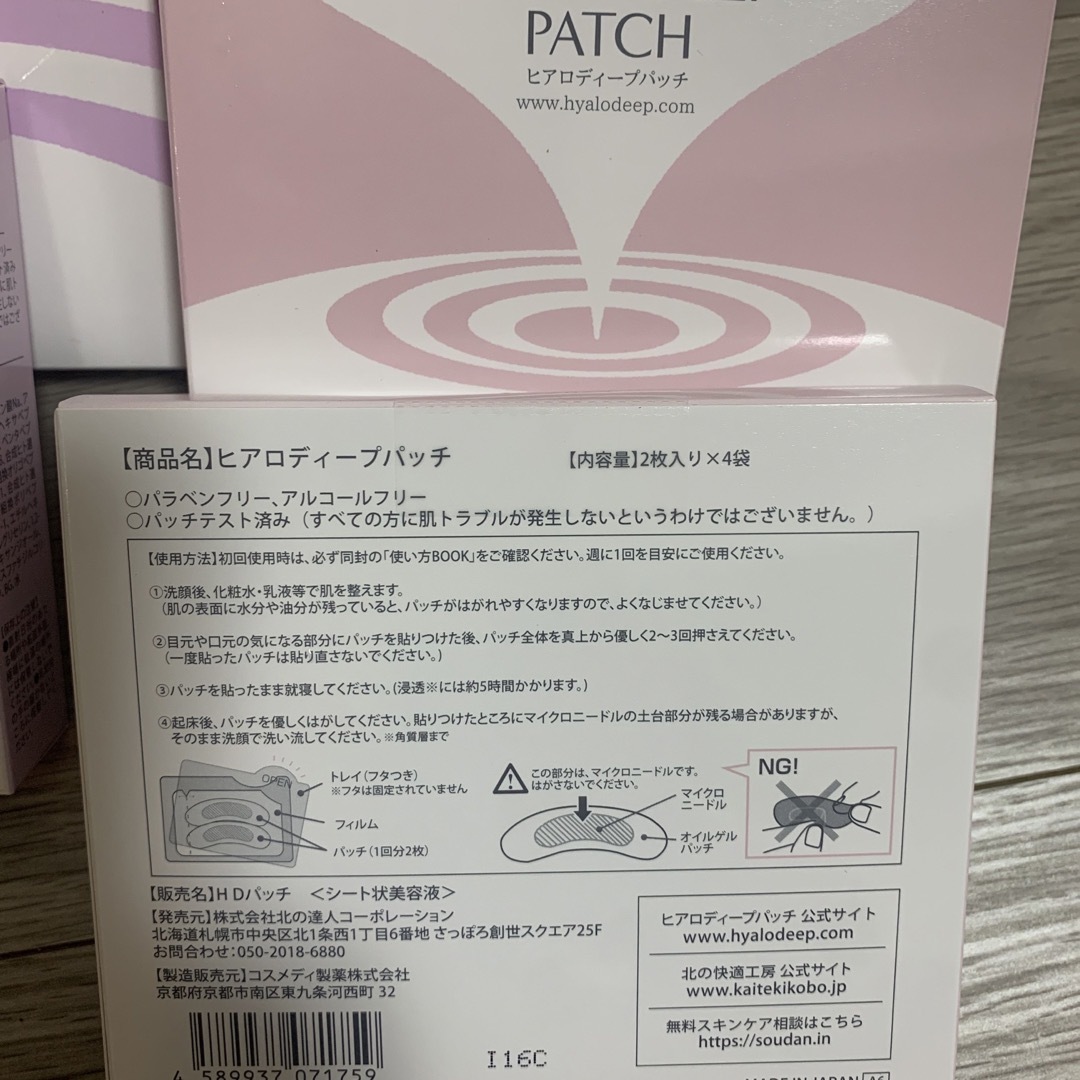 PATCH
ヒアロディープパッチ
www.hyalodeep.com
【商品名】ヒアロディープパッチ
【内容量】2枚入り×4袋
○パラベンフリー、アルコールフリー
○パッチテスト済み（すべての方に肌トラブルが発生しないというわけではございません。）
【使用方法】初回使用時は、必ず同封の「使い方BOOK」をご確認ください。週に1回を目安にご使用ください。
①洗顔後、化粧水・乳液等で肌を整えます。
（肌の表面に水分や油分が残っていると、パッチがはがれやすくなりますので、よくなじませてください。）
②目元や口元の気になる部分にパッチを貼りつけた後、パッチ全体を真上から優しく2〜3回押さえてください。
（一度貼ったパッチは貼り直さないでください。）
③パッチを貼ったまま就寝してください。(浸透※には約5時間かかります。)
④起床後、パッチを優しくはがしてください。貼りつけたところにマイクロニードルの土台部分が残る場合がありますが、
そのまま洗顔で洗い流してください。※角質層まで
OPEN
トレイ（フタつき）
※フタは固定されていません
フィルム
パッチ（1回分2枚）
この部分は、マイクロニードルです。
はがさないでください。
マイクロ
ニードル
オイルゲル
パッチ
NG!
【販売名】ＨＤパッチ　＜シート状美容液＞
【発売元】株式会社北の達人コーポレーション
北海道札幌市中央区北1条西1丁目6番地 さっぽろ創世スクエア25F
お問合わせ：050-2018-6880
【製造販売元】コスメディ製薬株式会社
京都府京都市南区東九条河西町 32
ヒアロディープパッチ 公式サイト
www.hyalodeep.com
北の快適工房 公式サイト
www.kaitekikobo.jp
無料スキンケア相談はこちら
https://soudan.in
4 589937 071759
I16C
MADE IN JAPAN